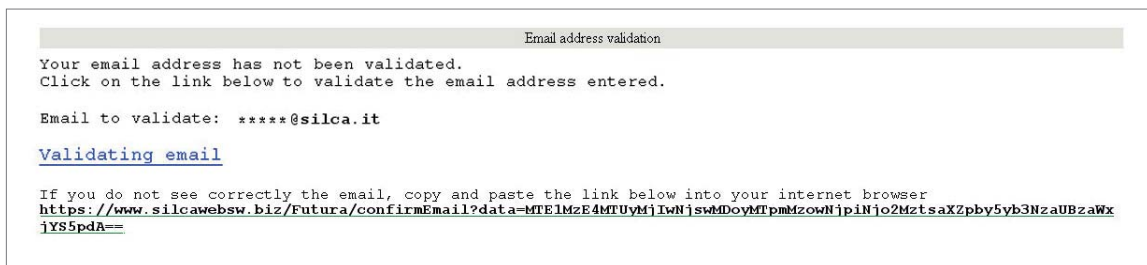 Email address validation
Your email address has not been validated.
Click on the link below to validate the email address entered.
Email to validate: *****@silca.it
Validating email
If you do not see correctly the email, copy and paste the link below into your internet browser
https://www.silcawebsw.biz/Futura/confirmEmail?data=MTE1MzE4MTUyMjIwNjswMDoyMTpmMzowNjpiNjo2MztsaXZpby5yb3NzaUBzaWx
jYS5pdA==